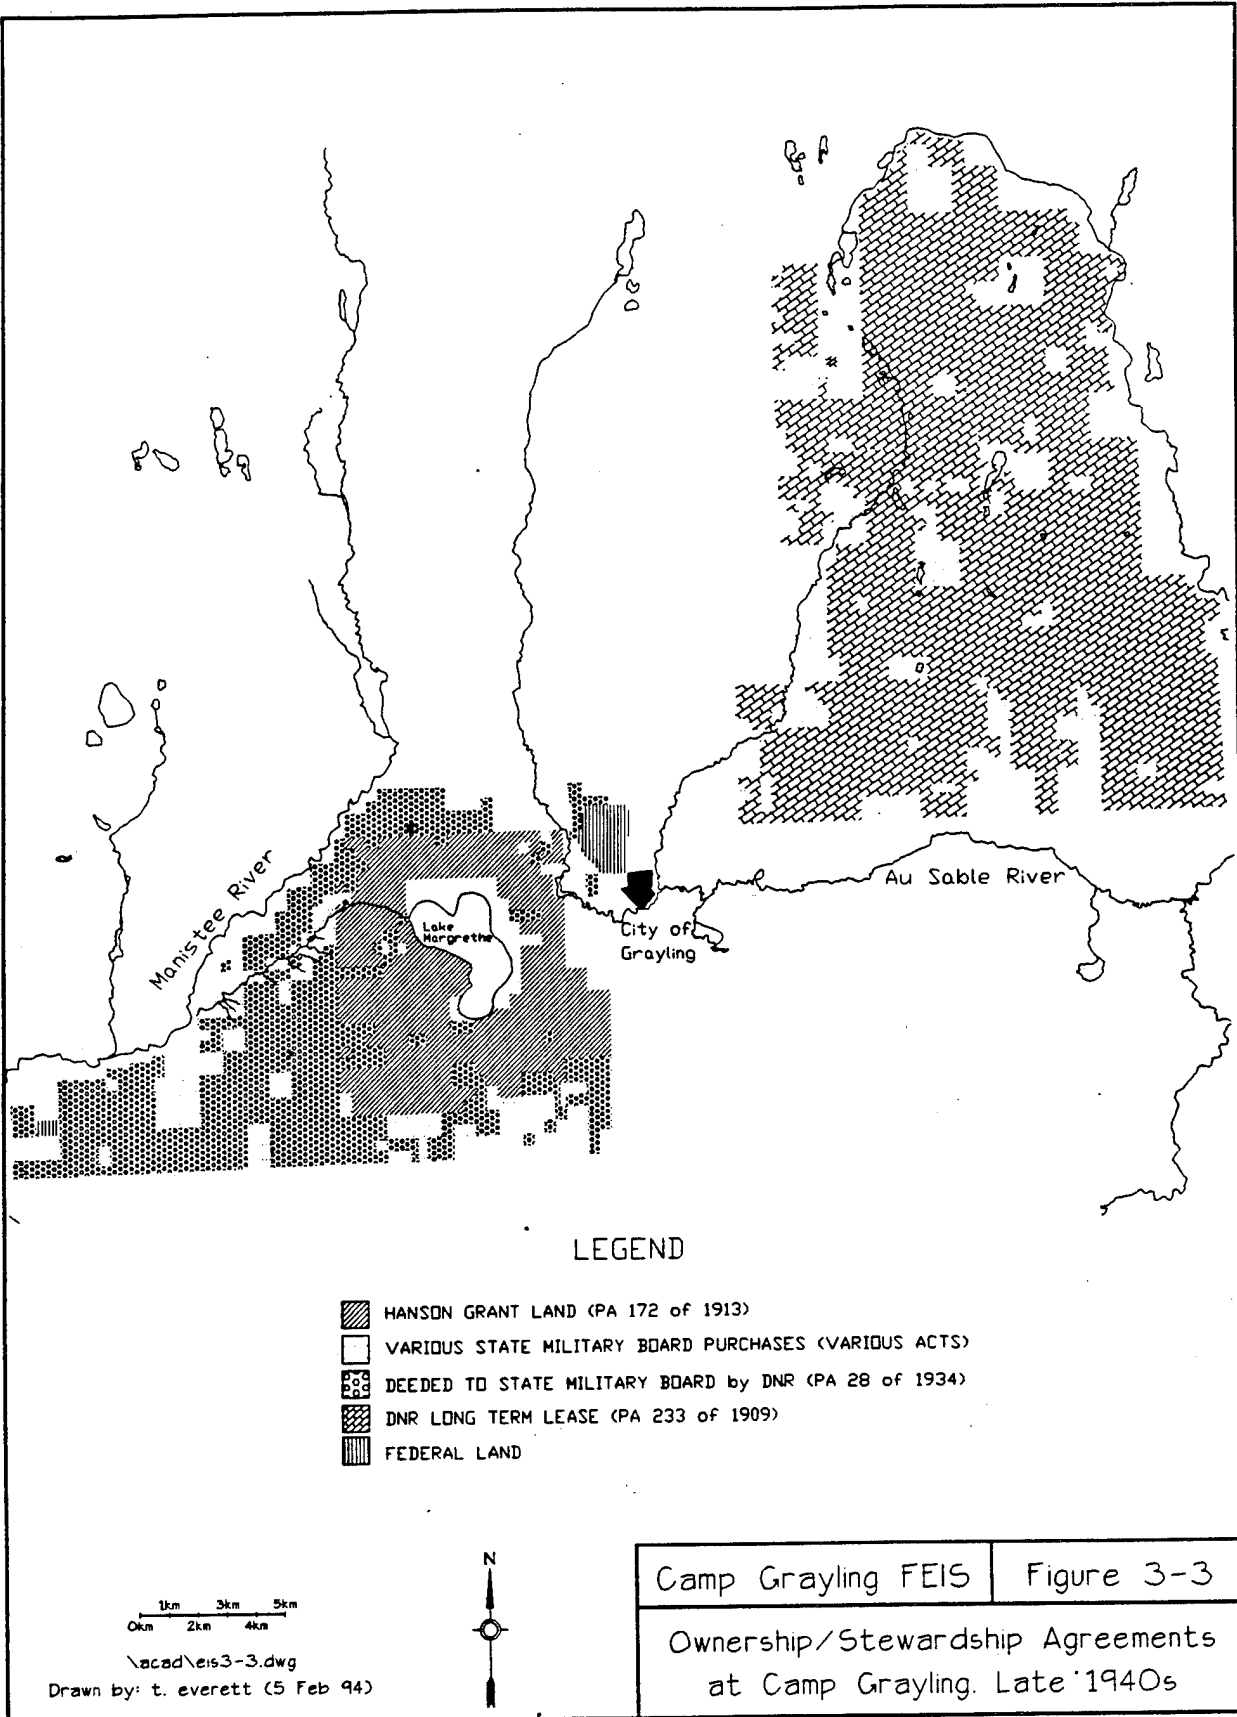 Manistee River
Lake
Margrethe
City of
Grayling
Au Sable River
LEGEND
HANSON GRANT LAND (PA 172 of 1913)
VARIOUS STATE MILITARY BOARD PURCHASES (VARIOUS ACTS)
DEEDED TO STATE MILITARY BOARD by DNR (PA 28 of 1934)
DNR LONG TERM LEASE (PA 233 of 1909)
FEDERAL LAND
1km 3km 5km
0km 2km 4km
\acad\eis3-3.dwg
Drawn by: t. everett (5 Feb 94)
N
Camp Grayling FEIS
Figure 3-3
Ownership/Stewardship Agreements
at Camp Grayling. Late 1940s